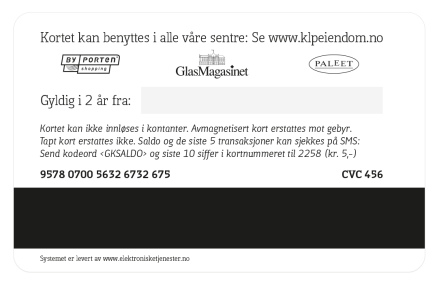 Kortet kan benyttes i alle våre sentre: Se www.klpeiendom.no
BY PORTEN shopping
GlasMagasinet
PALÉET
Gyldig i 2 år fra:
Kortet kan ikke innløses i kontanter. Avmagnetisert kort erstattes mot gebyr.
Tapt kort erstattes ikke. Saldo og de siste 5 transaksjoner kan sjekkes på SMS:
Send kodeord <GKSALDO> og siste 10 siffer i kortnummeret til 2258 (kr. 5,-)
9578 0700 5632 6732 675 CVC 456
Systemet er levert av www.elektronisketjenester.no